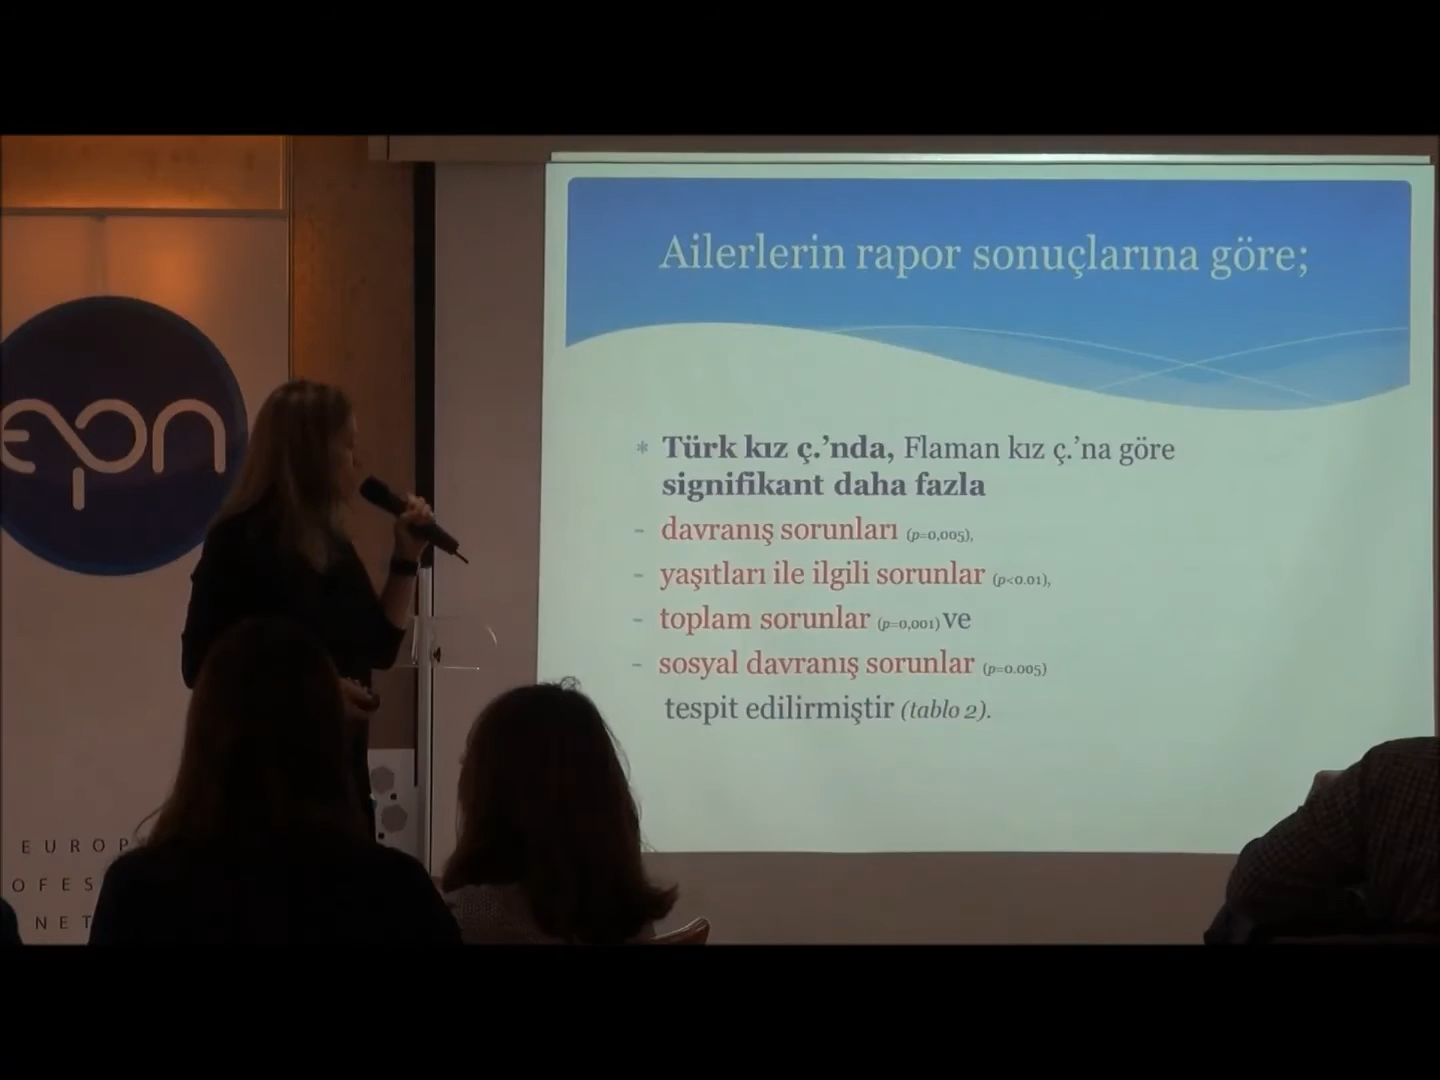 Ailerlerin rapor sonuçlarına göre;
* Türk kız ç.’nda, Flaman kız ç.’na göre
signifikant daha fazla
- davranış sorunları (p=0,005),
- yaşıtları ile ilgili sorunlar (p<0.01),
- toplam sorunlar (p=0,001) ve
- sosyal davranış sorunlar (p=0.005)
tespit edilirmiştir (tablo 2).
epn
EUROP
OFES
NET